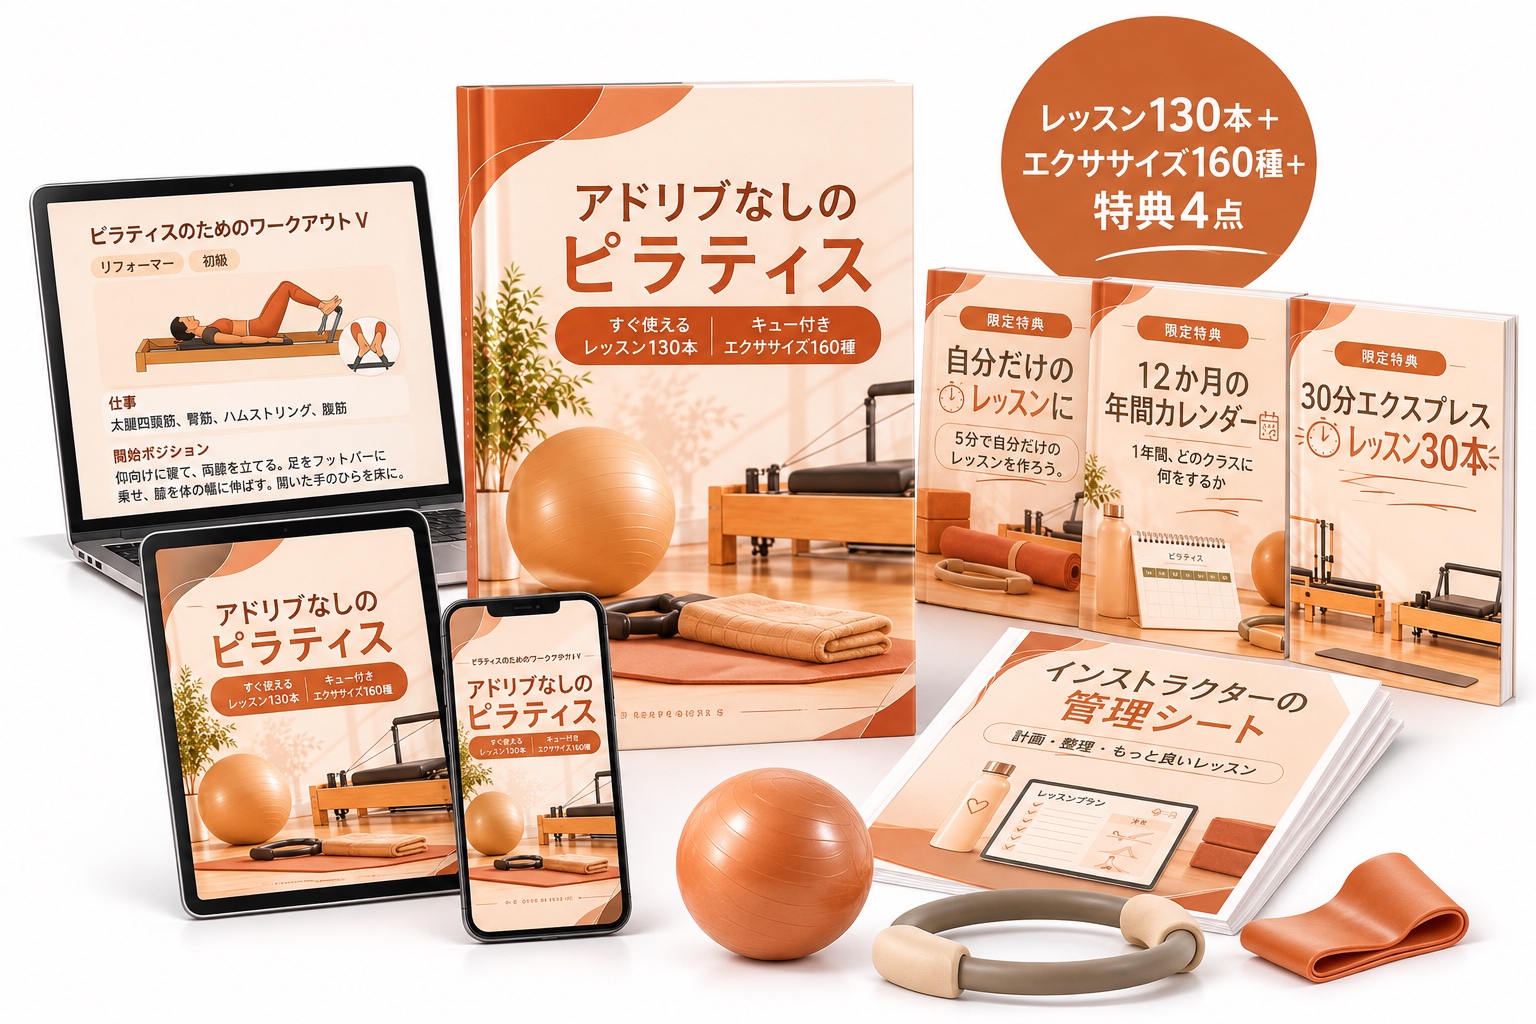 レッスン130本+
エクササイズ160種+
特典4点
アドリブなしの
ピラティス
すぐ使える
レッスン130本
キュー付き
エクササイズ160種
ピラティスのためのワークアウト V
リフォーマー
初級
仕事
太腿四頭筋、臀筋、ハムストリング、腹筋
開始ポジション
仰向けに寝て、両膝を立てる。足をフットバーに
乗せ、膝を体の幅に伸ばす。開いた手のひらを床に。
限定特典
自分だけの
レッスンに
5分で自分だけの
レッスンを作ろう。
限定特典
12か月の
年間カレンダー
1年間、どのクラスに
何をするか
ピラティス
限定特典
30分エクスプレス
レッスン30本
アドリブなしの
ピラティス
すぐ使える
レッスン130本
キュー付き
エクササイズ160種
ピラティスのためのワークアウト V
アドリブなしの
ピラティス
すぐ使える
レッスン130本
キュー付き
エクササイズ160種
インストラクターの
管理シート
計画・整理・もっと良いレッスン
レッスンプラン